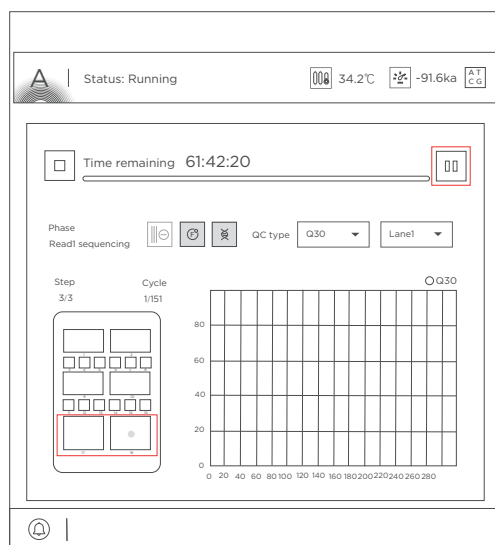 A
Status: Running
34.2℃
-91.6ka
A T
C G
Time remaining 61:42:20
Phase
Read1 sequencing
F
QC type
Q30
Lane1
Step
3/3
Cycle
1/151
Q30
80
60
40
20
0
0 20 40 60 80 100 120 140 160 180 200 220 240 260 280
17
18